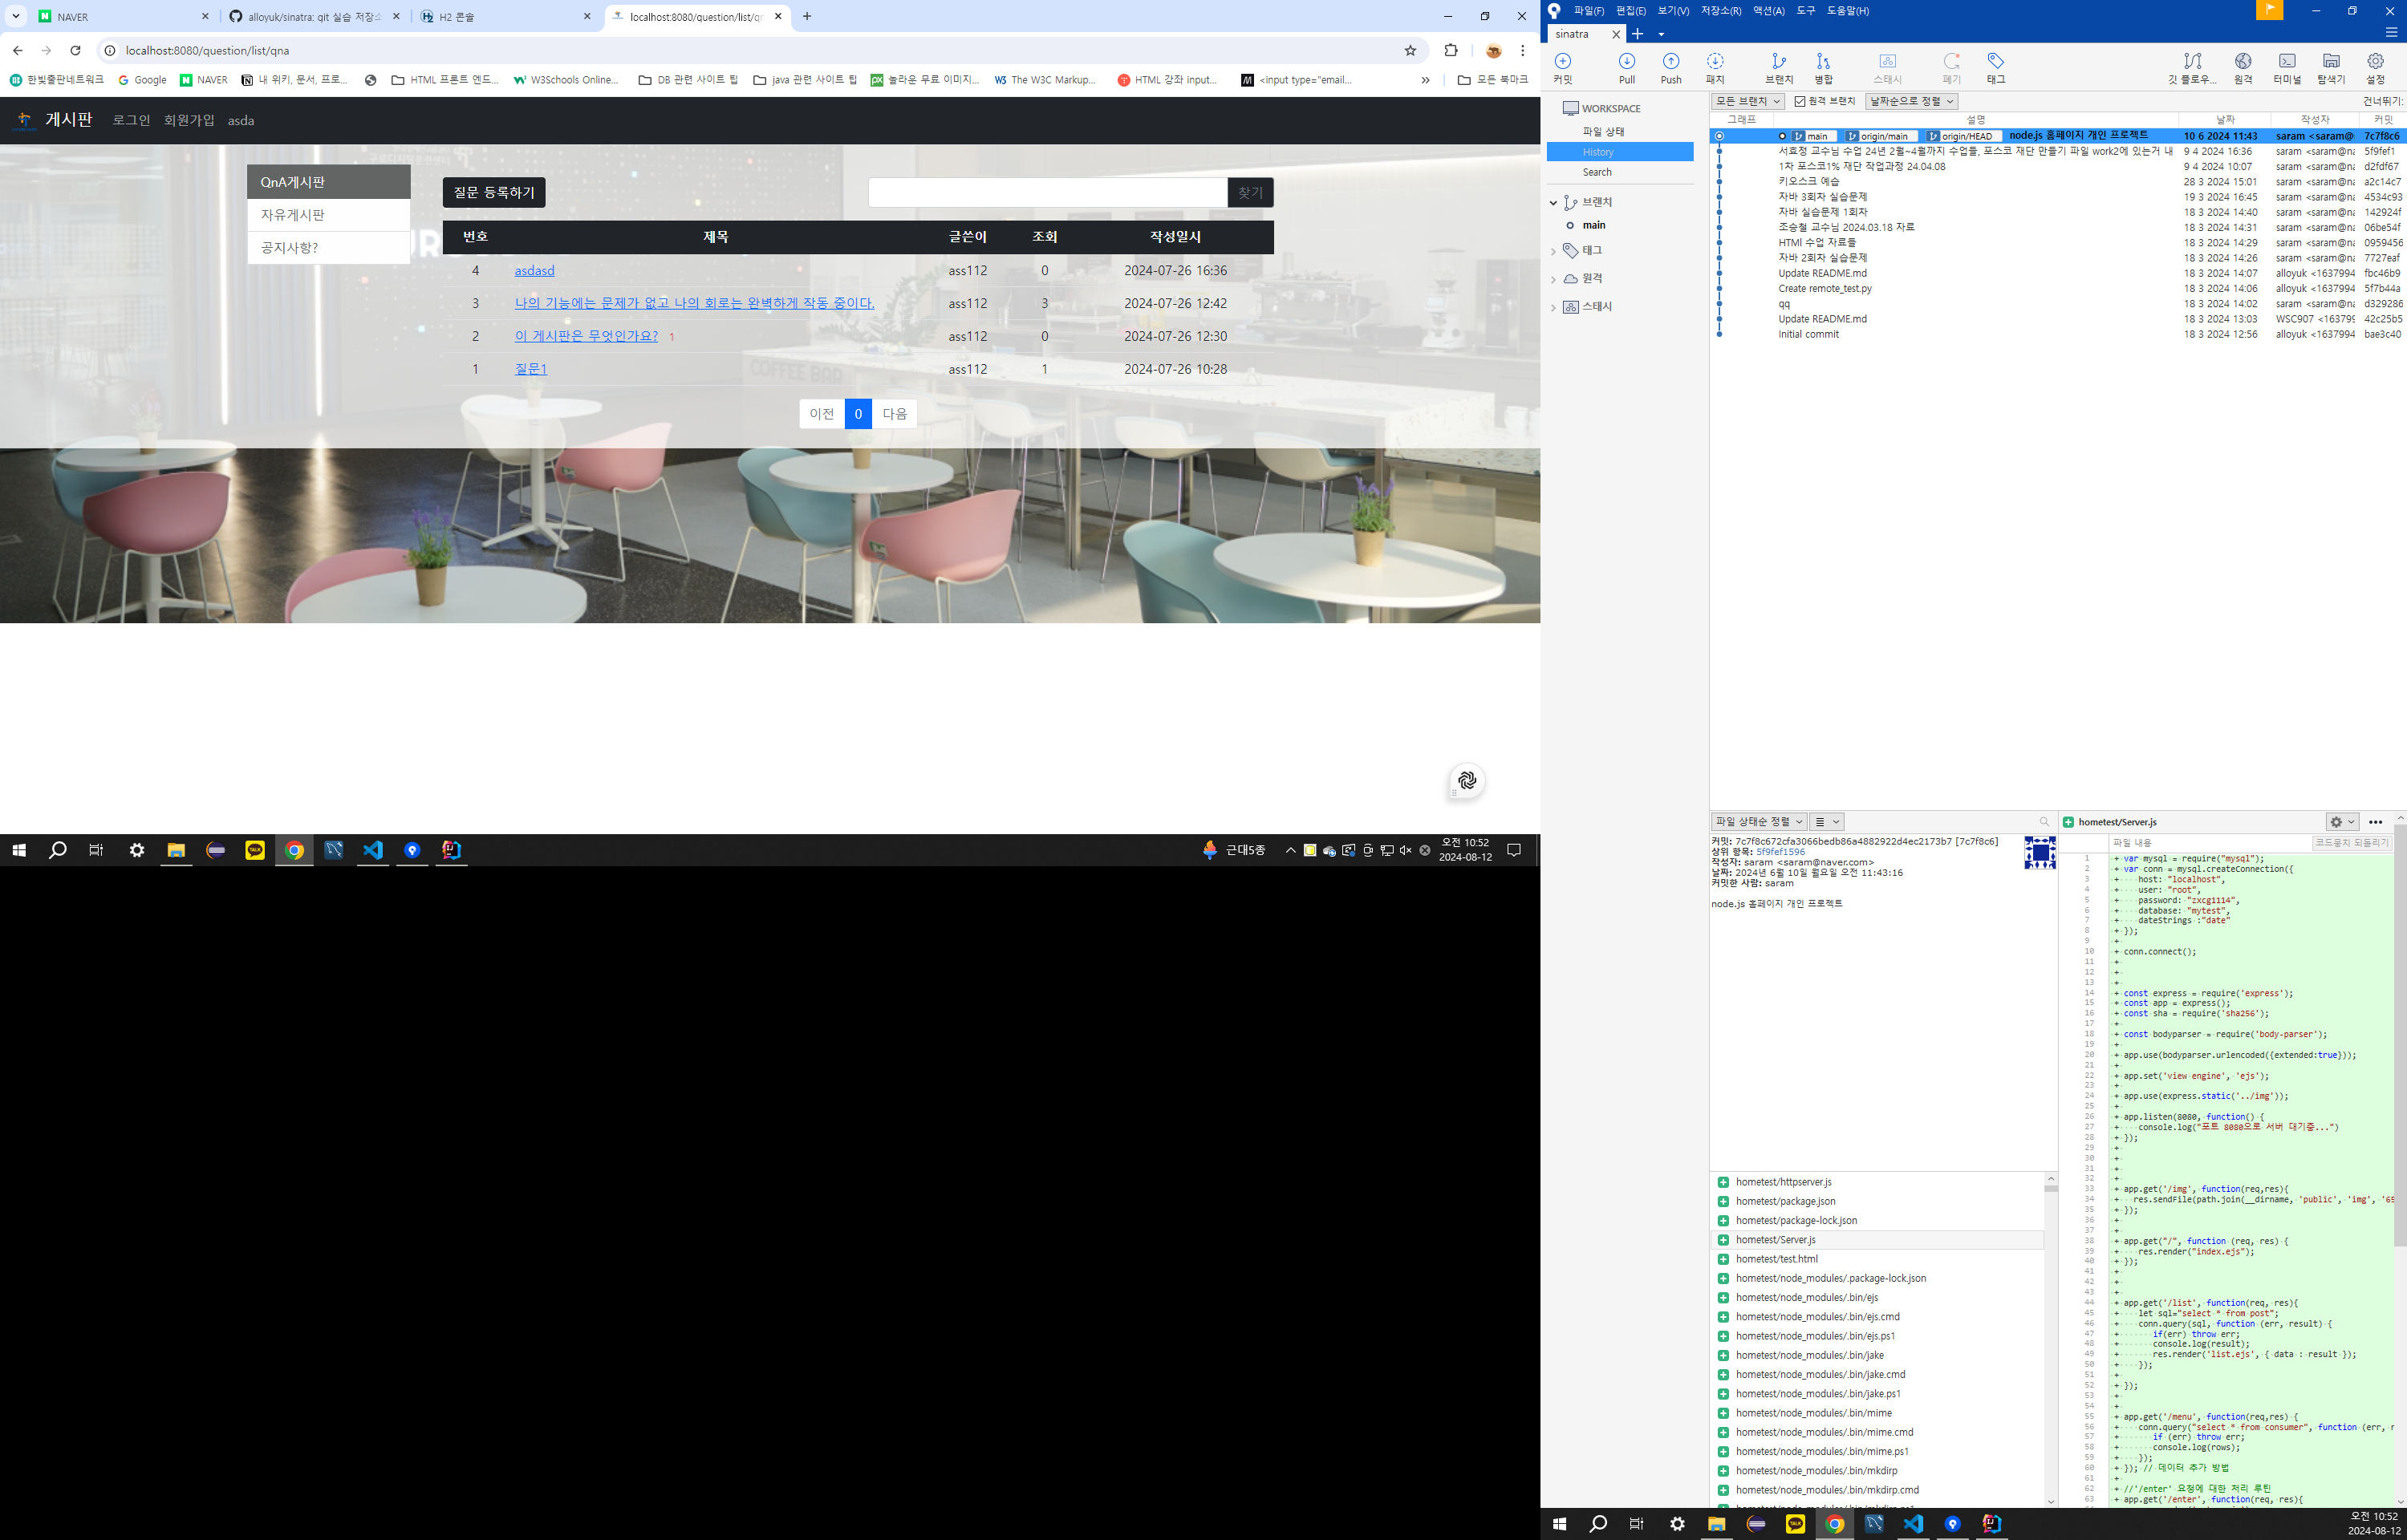 NAVER
alloyuk/sinatra: git 실습 저장소
H2 콘솔
localhost:8080/question/list/qn
localhost:8080/question/list/qna
한빛출판네트워크
Google
NAVER
내 위키, 문서, 프로...
HTML 프론트 엔드...
W3Schools Online...
DB 관련 사이트 팁
java 관련 사이트 팁
놀라운 무료 이미지...
The W3C Markup...
HTML 강좌 input...
<input type="email...
모든 북마크
게시판 로그인 회원가입 asda
QnA게시판
자유게시판
공지사항?
질문 등록하기
찾기
번호 제목 글쓴이 조회 작성일시
4 asdasd ass112 0 2024-07-26 16:36
3 나의 기능에는 문제가 없고 나의 회로는 완벽하게 작동 중이다. ass112 3 2024-07-26 12:42
2 이 게시판은 무엇인가요? 1 ass112 0 2024-07-26 12:30
1 질문1 ass112 1 2024-07-26 10:28
이전 0 다음
COFFEE BAR
근대5종
오전 10:52
2024-08-12
파일(F) 편집(E) 보기(V) 저장소(R) 액션(A) 도구 도움말(H)
sinatra
커밋 Pull Push 패치 브랜치 병합 스태시 폐기 태그
깃 플로우... 원격 터미널 탐색기 설정
WORKSPACE
파일 상태
History
Search
브랜치
main
태그
원격
스태시
모든 브랜치 원격 브랜치 날짜순으로 정렬 건너뛰기:
그래프 설명 날짜 작성자 커밋
main origin/main origin/HEAD node.js 홈페이지 개인 프로젝트 10 6 2024 11:43 saram <saram@ 7c7f8c6
서효정 교수님 수업 24년 2월~4월까지 수업들, 포스코 재단 만들기 파일 work2에 있는거 내 9 4 2024 16:36 saram <saram@na 5f9fef1
1차 포스코1% 재단 작업과정 24.04.08 9 4 2024 10:07 saram <saram@na d2fdf67
키오스크 예습 28 3 2024 15:01 saram <saram@na a2c14c7
자바 3회자 실습문제 19 3 2024 16:45 saram <saram@na 4534c93
자바 실습문제 1회자 18 3 2024 14:40 saram <saram@na 142924f
조승철 교수님 2024.03.18 자료 18 3 2024 14:31 saram <saram@na 06be54f
HTMl 수업 자료들 18 3 2024 14:29 saram <saram@na 0959456
자바 2회자 실습문제 18 3 2024 14:26 saram <saram@na 7727eaf
Update README.md 18 3 2024 14:07 alloyuk <1637994 fbc46b9
Create remote_test.py 18 3 2024 14:06 alloyuk <1637994 5f7b44a
qq 18 3 2024 14:02 saram <saram@na d329286
Update README.md 18 3 2024 13:03 WSC907 <163799 42c25b5
Initial commit 18 3 2024 12:56 alloyuk <1637994 bae3c40
파일 상태순 정렬
커밋: 7c7f8c672cfa3066bedb86a4882922d4ec2173b7 [7c7f8c6]
상위 항목: 5f9fef1596
작성자: saram <saram@naver.com>
날짜: 2024년 6월 10일 월요일 오전 11:43:16
커밋한 사람: saram
node.js 홈페이지 개인 프로젝트
hometest/httpserver.js
hometest/package.json
hometest/package-lock.json
hometest/Server.js
hometest/test.html
hometest/node_modules/.package-lock.json
hometest/node_modules/.bin/ejs
hometest/node_modules/.bin/ejs.cmd
hometest/node_modules/.bin/ejs.ps1
hometest/node_modules/.bin/jake
hometest/node_modules/.bin/jake.cmd
hometest/node_modules/.bin/jake.ps1
hometest/node_modules/.bin/mime
hometest/node_modules/.bin/mime.cmd
hometest/node_modules/.bin/mime.ps1
hometest/node_modules/.bin/mkdirp
hometest/node_modules/.bin/mkdirp.cmd
hometest/Server.js
파일 내용 코드뭉치 되돌리기
1 + var mysql = require("mysql");
2 + var conn = mysql.createConnection({
3 + host: "localhost",
4 + user: "root",
5 + password: "zxcg1114",
6 + database: "mytest",
7 + dateStrings :"date"
8 + });
9 +
10 + conn.connect();
11 +
12 +
13 +
14 + const express = require('express');
15 + const app = express();
16 + const sha = require('sha256');
17 +
18 + const bodyparser = require('body-parser');
19 +
20 + app.use(bodyparser.urlencoded({extended:true}));
21 +
22 + app.set('view engine', 'ejs');
23 +
24 + app.use(express.static('../img'));
25 +
26 + app.listen(8080, function() {
27 + console.log("포트 8080으로 서버 대기중...")
28 + });
29 +
30 +
31 +
32 +
33 + app.get('/img', function(req,res){
34 + res.sendFile(path.join(__dirname, 'public', 'img', '65
35 + });
36 +
37 +
38 + app.get("/", function (req, res) {
39 + res.render("index.ejs");
40 + });
41 +
42 +
43 +
44 + app.get('/list', function(req, res){
45 + let sql="select * from post";
46 + conn.query(sql, function (err, result) {
47 + if(err) throw err;
48 + console.log(result);
49 + res.render('list.ejs', { data : result });
50 + });
51 +
52 + });
53 +
54 +
55 + app.get('/menu', function(req,res) {
56 + conn.query("select * from consumer", function (err, r
57 + if (err) throw err;
58 + console.log(rows);
59 + });
60 + }); // 데이터 추가 방법
61 +
62 + //'/enter' 요청에 대한 처리 루틴
63 + app.get('/enter', function(req, res){
오전 10:52
2024-08-12